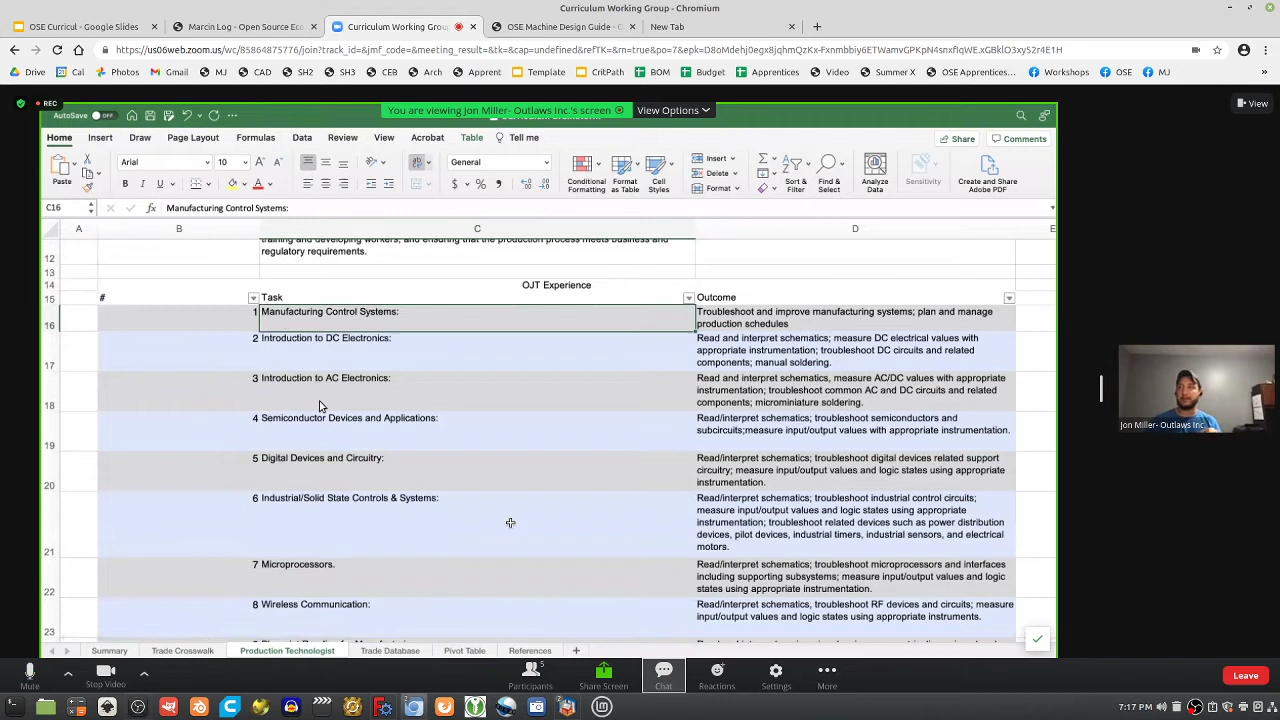 Curriculum Working Group - Chromium
OSE Curricul - Google Slides
Marcin Log - Open Source Eco
Curriculum Working Group
OSE Machine Design Guide - G
New Tab
Drive
Cal
Photos
Gmail
MJ
CAD
SH2
SH3
CEB
Arch
Apprent
Template
CritPath
BOM
Budget
Apprentices
Video
Summer X
OSE Apprentices...
Workshops
OSE
MJ
REC
You are viewing Jon Miller- Outlaws Inc.'s screen
View Options
View
AutoSave OFF
Home
Insert
Draw
Page Layout
Formulas
Data
Review
View
Acrobat
Table
Tell me
Share
Comments
Paste
Arial
10
General
Conditional Formatting
Format as Table
Cell Styles
Insert
Delete
Format
Sort & Filter
Find & Select
Analyze Data
Sensitivity
Create and Share Adobe PDF
C16
fx
Manufacturing Control Systems:
A
B
C
D
E
training and developing workers, and ensuring that the production process meets business and
regulatory requirements.
12
13
14
OJT Experience
15
#
Task
Outcome
16
1
Manufacturing Control Systems:
Troubleshoot and improve manufacturing systems; plan and manage
production schedules
17
2
Introduction to DC Electronics:
Read and interpret schematics; measure DC electrical values with
appropriate instrumentation; troubleshoot DC circuits and related
components; manual soldering.
18
3
Introduction to AC Electronics:
Read and interpret schematics, measure AC/DC values with appropriate
instrumentation; troubleshoot common AC and DC circuits and related
components; microminiature soldering.
19
4
Semiconductor Devices and Applications:
Read/interpret schematics; troubleshoot semiconductors and
subcircuits;measure input/output values with appropriate instrumentation.
20
5
Digital Devices and Circuitry:
Read/interpret schematics; troubleshoot digital devices related support
circuitry; measure input/output values and logic states using appropriate
instrumentation.
21
6
Industrial/Solid State Controls & Systems:
Read/interpret schematics; troubleshoot industrial control circuits;
measure input/output values and logic states using appropriate
instrumentation; troubleshoot related devices such as power distribution
devices, pilot devices, industrial timers, industrial sensors, and electrical
motors.
22
7
Microprocessors.
Read/interpret schematics; troubleshoot microprocessors and interfaces
including supporting subsystems; measure input/output values and logic
states using appropriate instrumentation.
23
8
Wireless Communication:
Read/interpret schematics, troubleshoot RF devices and circuits; measure
input/output values and logic states using appropriate instruments.
Summary
Trade Crosswalk
Production Technologist
Trade Database
Pivot Table
References
Jon Miller- Outlaws Inc.
Mute
Stop Video
5
Participants
Share Screen
Chat
Reactions
Settings
More
Leave
7:17 PM